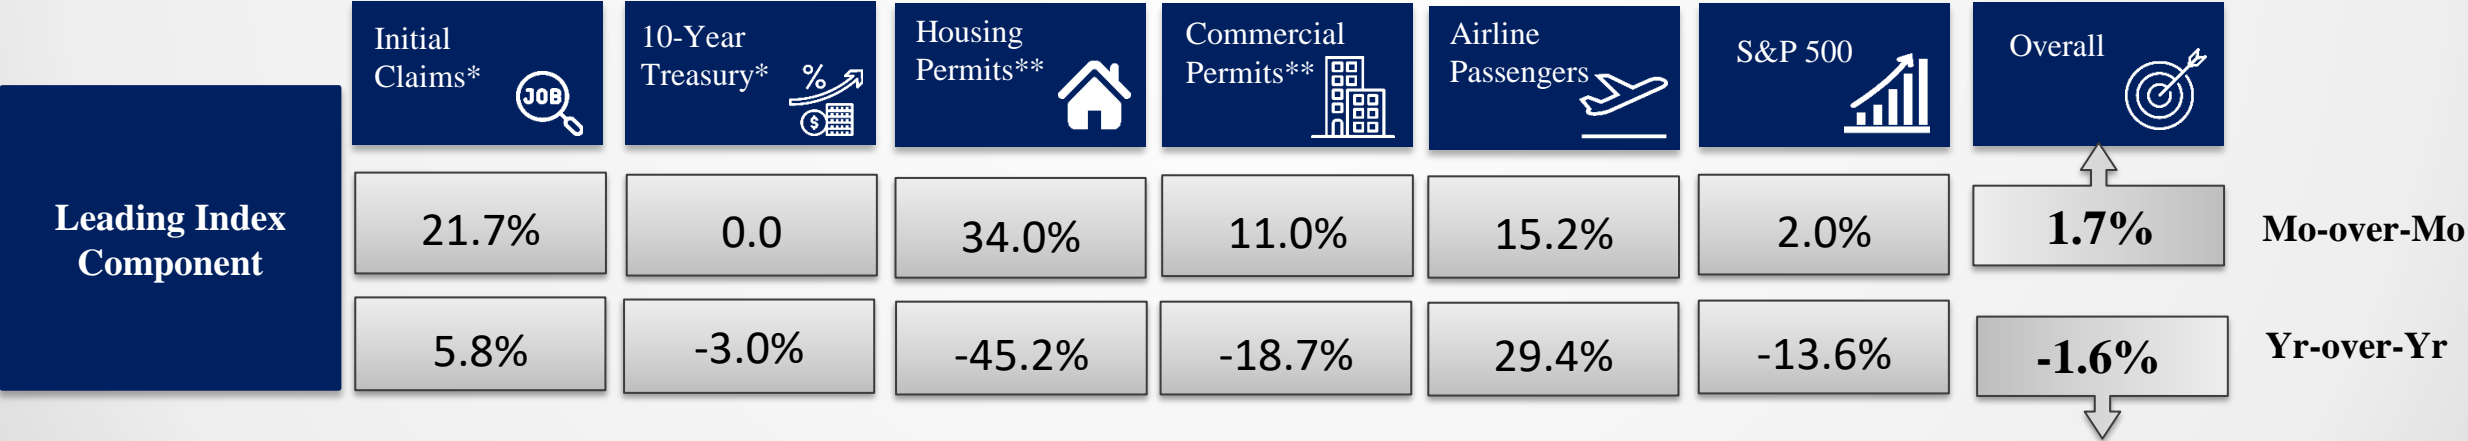 Initial
Claims*
JOB
10-Year
Treasury*
%
$
Housing
Permits**
Commercial
Permits**
Airline
Passengers
S&P 500
Overall
Leading Index
Component
21.7%
0.0
34.0%
11.0%
15.2%
2.0%
1.7%
Mo-over-Mo
5.8%
-3.0%
-45.2%
-18.7%
29.4%
-13.6%
-1.6%
Yr-over-Yr